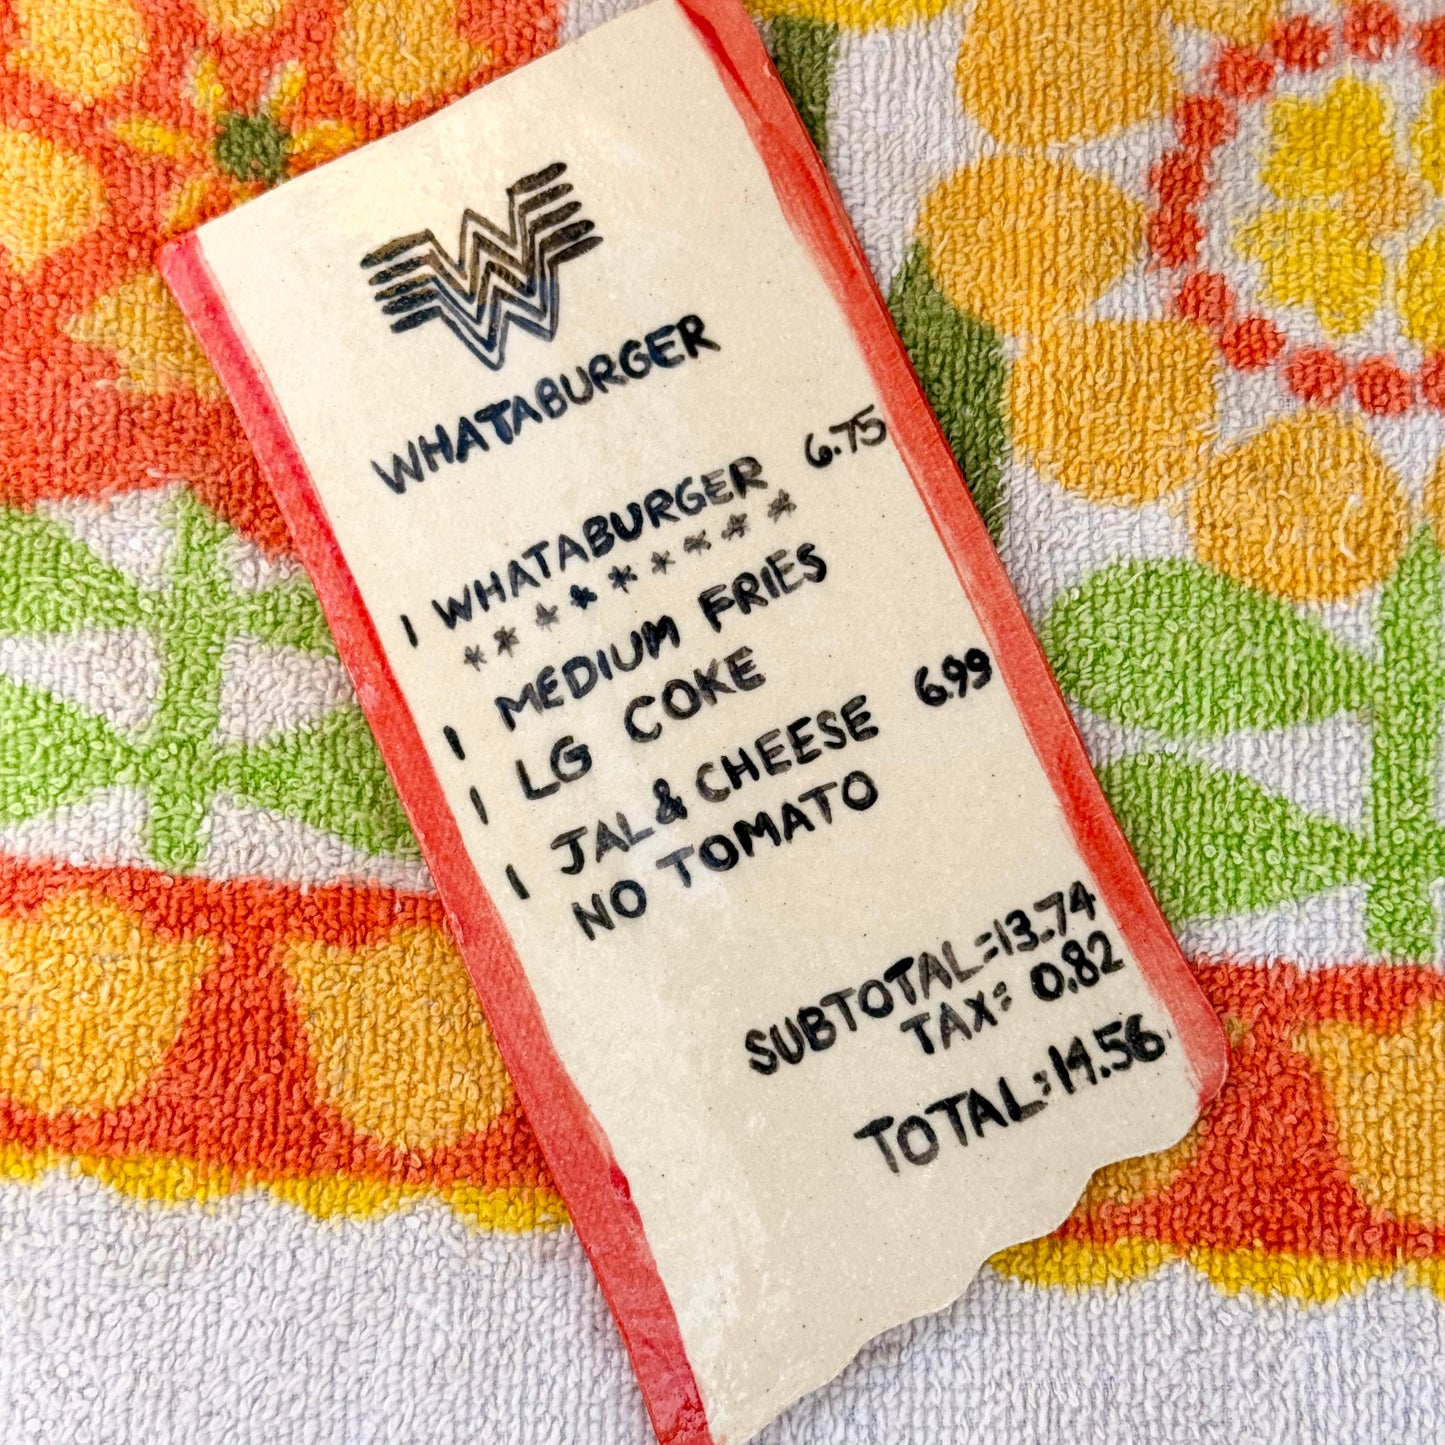 WHATABURGER
1 WHATABURGER 6.75
* * * * * * * * *
1 MEDIUM FRIES
1 LG COKE
1 JAL & CHEESE 6.99
NO TOMATO
SUBTOTAL=13.74
TAX= 0.82
TOTAL=14.56